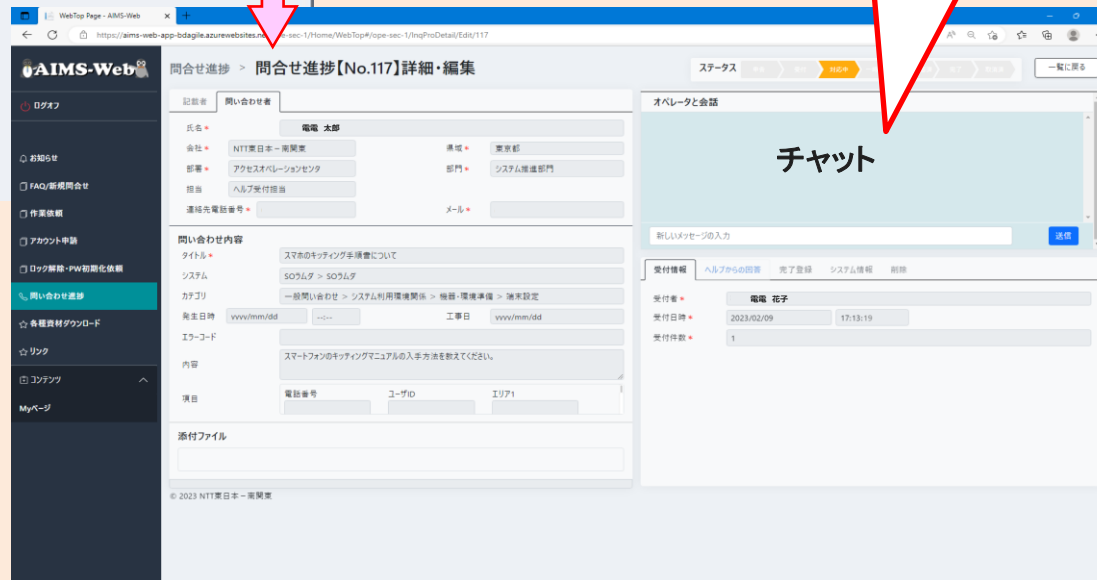 WebTop Page - AIMS-Web
AIMS-Web
ログオフ
お知らせ
FAQ/新規問合せ
作業依頼
アカウント申請
ロック解除・PW初期化依頼
問い合わせ進捗
各種資材ダウンロード
リンク
コンテンツ
Myページ
問合せ進捗 > 問合せ進捗【No.117】詳細・編集
ステータス 対応中
一覧に戻る
記載者 問い合わせ者
氏名* 電電 太郎
会社* NTT東日本-南関東 県域* 東京都
部署* アクセスオペレーションセンタ 部門* システム推進部門
担当 ヘルプ受付担当
連絡先電話番号* メール*
問い合わせ内容
タイトル* スマホのキッティング手順書について
システム SOうムダ > SOうムダ
カテゴリ 一般問い合わせ > システム利用環境関係 > 機器・環境準備 > 端末設定
発生日時 yyyy/mm/dd --:-- 工事日 yyyy/mm/dd
エラーコード
内容 スマートフォンのキッティングマニュアルの入手方法を教えてください。
項目 電話番号 ユーザID エリア1
添付ファイル
© 2023 NTT東日本-南関東
オペレータと会話
チャット
新しいメッセージの入力 送信
受付情報 ヘルプからの回答 完了登録 システム情報 削除
受付者* 電電 花子
受付日時* 2023/02/09 17:13:19
受付件数* 1